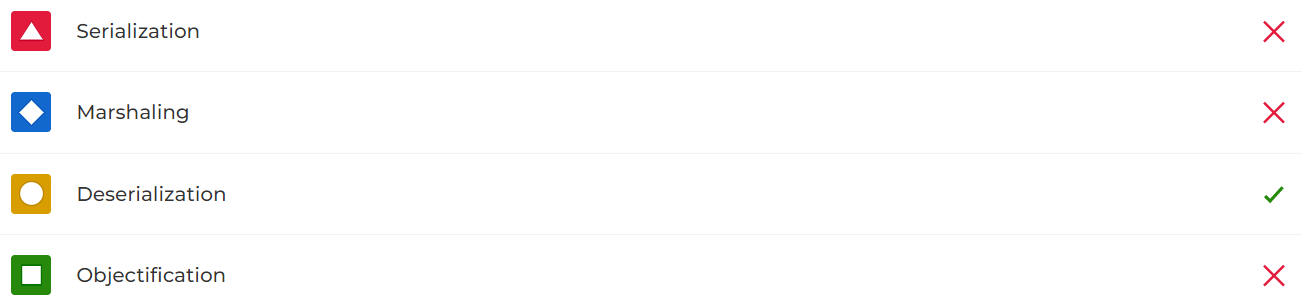 Serialization
Marshaling
Deserialization
Objectification